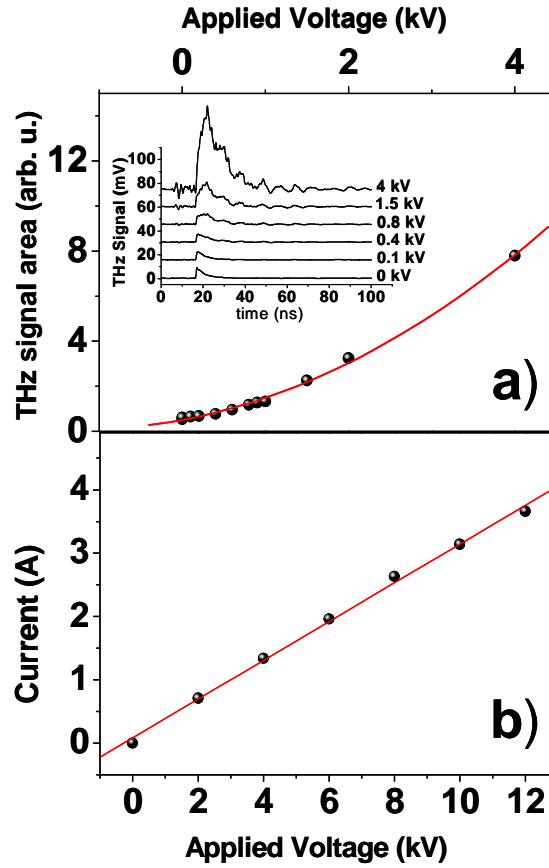 Applied Voltage (kV)
0 2 4
THz signal area (arb. u.)
12
8
4
0
THz Signal (mV)
100
80
60
40
20
0
4 kV
1.5 kV
0.8 kV
0.4 kV
0.1 kV
0 kV
0 20 40 60 80 100
time (ns)
a)
Current (A)
4
3
2
1
0
b)
0 2 4 6 8 10 12
Applied Voltage (kV)